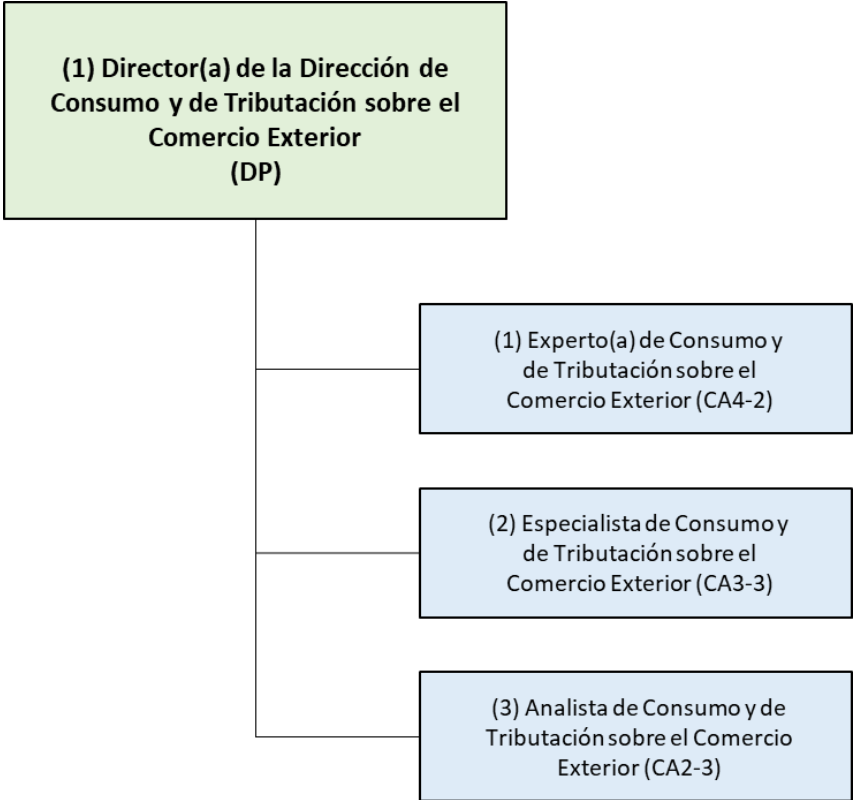 (1) Director(a) de la Dirección de
Consumo y de Tributación sobre el
Comercio Exterior
(DP)
(1) Experto(a) de Consumo y
de Tributación sobre el
Comercio Exterior (CA4-2)
(2) Especialista de Consumo y
de Tributación sobre el
Comercio Exterior (CA3-3)
(3) Analista de Consumo y de
Tributación sobre el Comercio
Exterior (CA2-3)